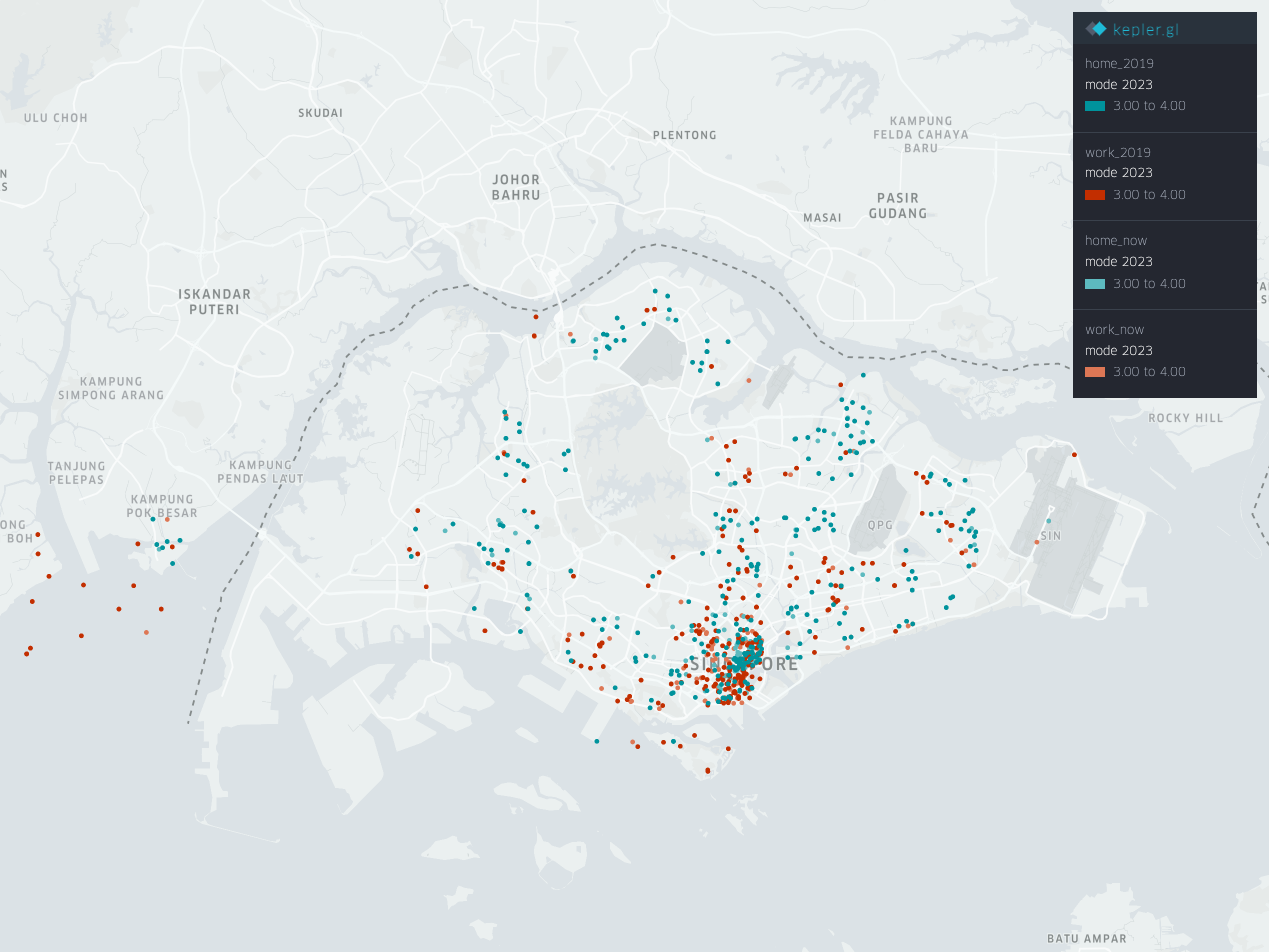 kepler.gl
home_2019
mode 2023
3.00 to 4.00
work_2019
mode 2023
3.00 to 4.00
home_now
mode 2023
3.00 to 4.00
work_now
mode 2023
3.00 to 4.00
ULU CHOH
SKUDAI
PLENTONG
KAMPUNG
FELDA CAHAYA
BARU
N
S
JOHOR
BAHRU
PASIR
GUDANG
MASAI
ISKANDAR
PUTERI
KAMPUNG
SIMPONG ARANG
ROCKY HILL
TANJUNG
PELEPAS
KAMPUNG
PENDAS LAUT
KAMPUNG
POK BESAR
ONG
BOH
QPG
SIN
BATU AMPAR